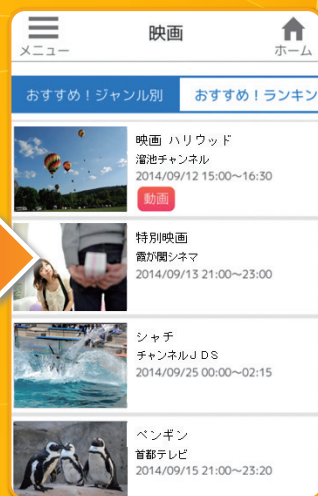 メニュー
映画
ホーム
おすすめ！ジャンル別
おすすめ！ランキン
映画 ハリウッド
溜池チャンネル
2014/09/12 15:00～16:30
動画
特別映画
霞が関シネマ
2014/09/13 21:00～23:00
シャチ
チャンネルＪＤＳ
2014/09/25 00:00～02:15
ペンギン
首都テレビ
2014/09/15 21:00～23:20